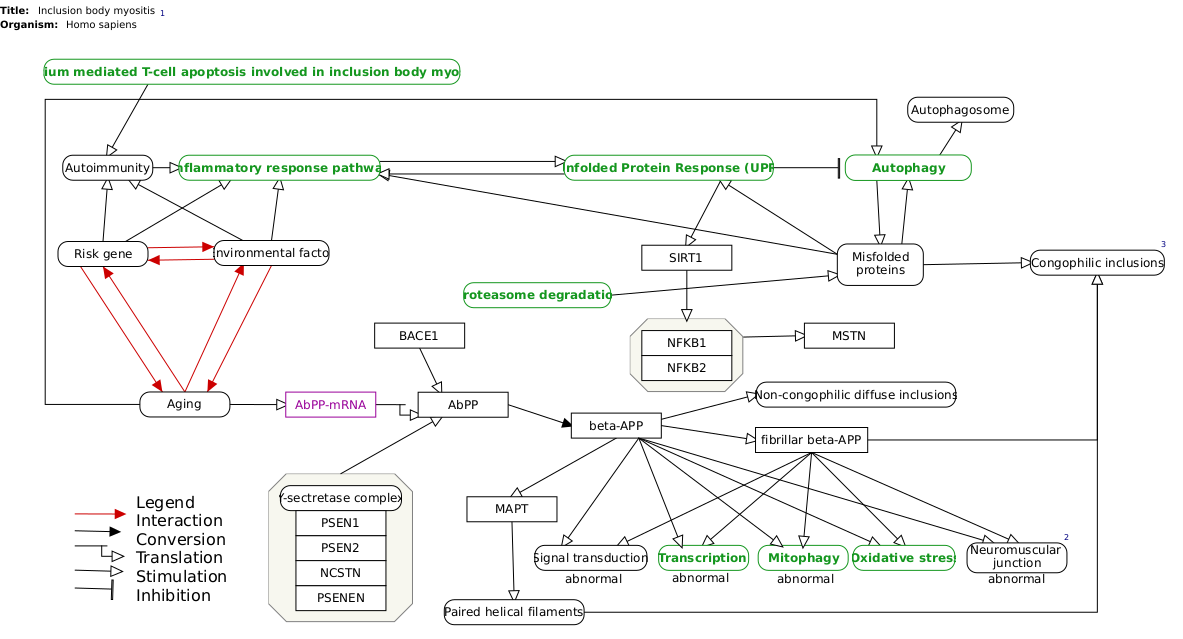 Title: Inclusion body myositis 1
Organism: Homo sapiens
ium mediated T-cell apoptosis involved in inclusion body myo
Autophagosome
Autoimmunity
nflammatory response pathwa
nfolded Protein Response (UPR
Autophagy
3
Risk gene
nvironmental facto
SIRT1
Misfolded
proteins
Congophilic inclusions
roteasome degradatio
BACE1
NFKB1
NFKB2
MSTN
Aging
AbPP-mRNA
AbPP
Non-congophilic diffuse inclusions
beta-APP
fibrillar beta-APP
γ-sectretase complex
PSEN1
PSEN2
NCSTN
PSENEN
MAPT
Signal transduction
abnormal
Transcription
abnormal
Mitophagy
abnormal
Oxidative stres
2
Neuromuscular
junction
abnormal
Paired helical filaments
Legend
Interaction
Conversion
Translation
Stimulation
Inhibition